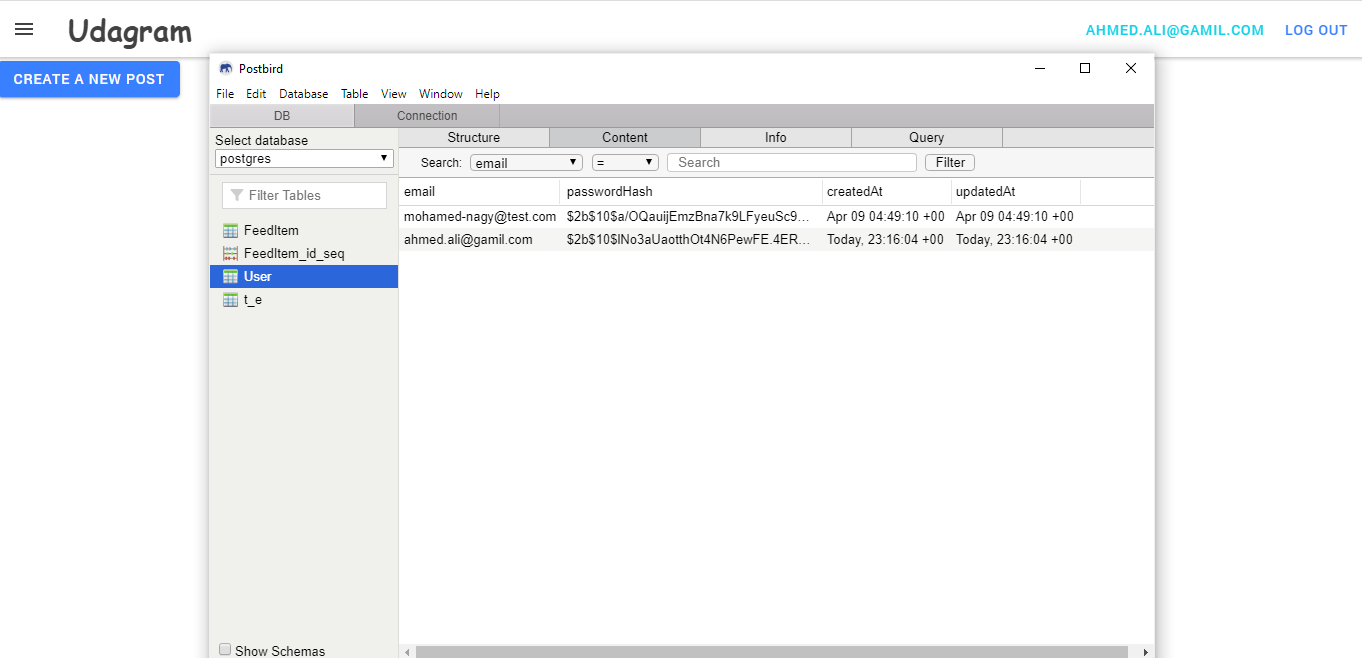 Udagram
AHMED.ALI@GAMIL.COM LOG OUT
CREATE A NEW POST
Postbird
File Edit Database Table View Window Help
DB Connection
Select database
postgres
Filter Tables
FeedItem
FeedItem_id_seq
User
t_e
Show Schemas
Structure Content Info Query
Search: email = Search Filter
email passwordHash createdAt updatedAt
mohamed-nagy@test.com $2b$10$a/OQauijEmzBna7k9LFyeuSc9... Apr 09 04:49:10 +00 Apr 09 04:49:10 +00
ahmed.ali@gamil.com $2b$10$lNo3aUaotthOt4N6PewFE.4ER... Today, 23:16:04 +00 Today, 23:16:04 +00